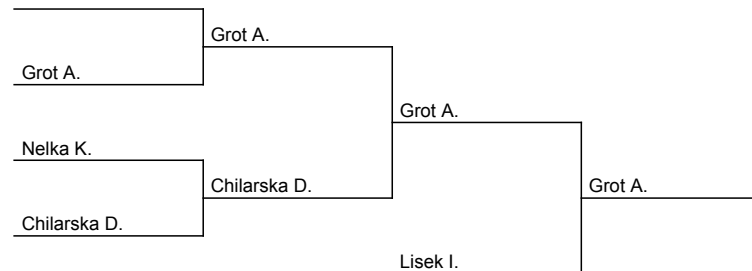 Grot A.
Grot A.
Grot A.
Nelka K.
Chilarska D.
Grot A.
Chilarska D.
Lisek I.